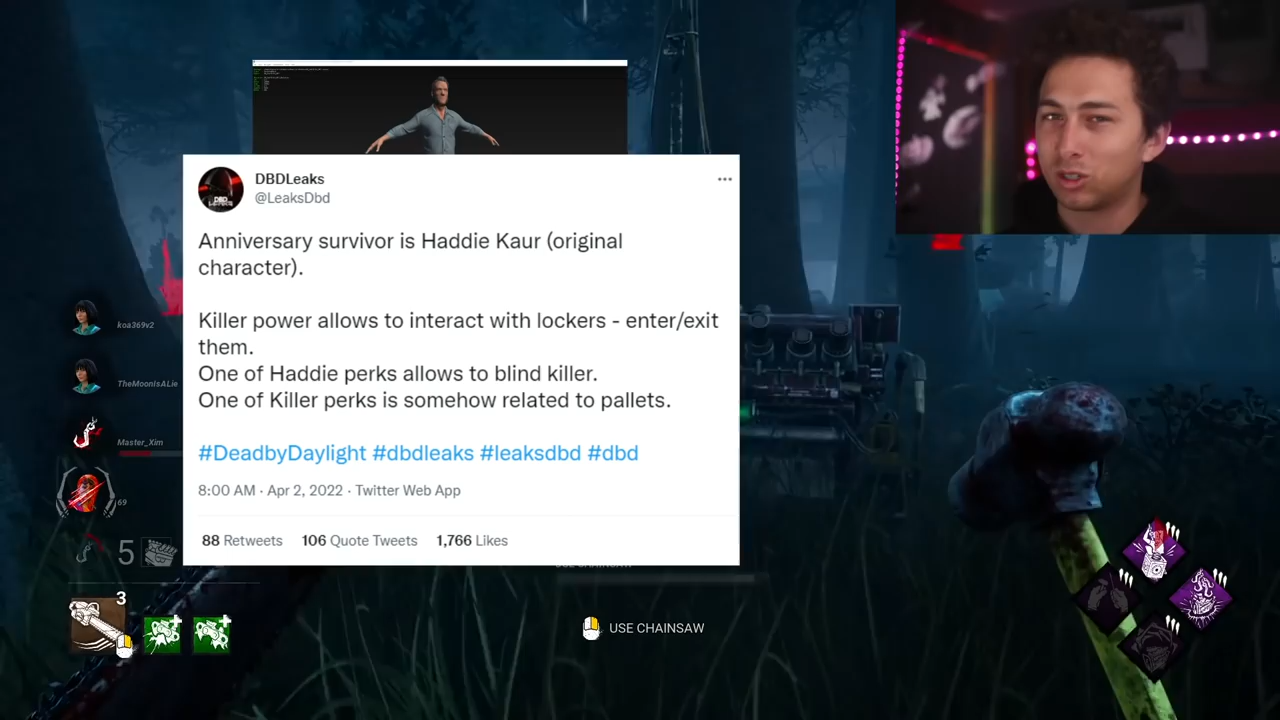 DBDLeaks
@LeaksDbd
Anniversary survivor is Haddie Kaur (original
character).
Killer power allows to interact with lockers - enter/exit
them.
One of Haddie perks allows to blind killer.
One of Killer perks is somehow related to pallets.
#DeadbyDaylight #dbdleaks #leaksdbd #dbd
8:00 AM · Apr 2, 2022 · Twitter Web App
88 Retweets 106 Quote Tweets 1,766 Likes
koa369v2
TheMoonIsALie
Master_Xim
69
5
3
USE CHAINSAW